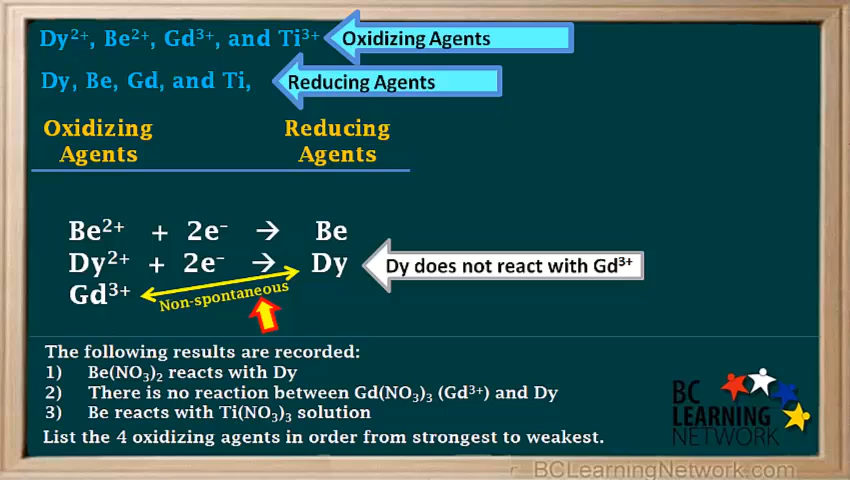 Dy²⁺, Be²⁺, Gd³⁺, and Ti³⁺
Oxidizing Agents
Dy, Be, Gd, and Ti,
Reducing Agents
Oxidizing Agents
Reducing Agents
Be²⁺ + 2e⁻ → Be
Dy²⁺ + 2e⁻ → Dy
Dy does not react with Gd³⁺
Gd³⁺
Non-spontaneous
The following results are recorded:
1) Be(NO₃)₂ reacts with Dy
2) There is no reaction between Gd(NO₃)₃ (Gd³⁺) and Dy
3) Be reacts with Ti(NO₃)₃ solution
List the 4 oxidizing agents in order from strongest to weakest.
BC
LEARNING
NETWORK
BCLearningNetwork.com